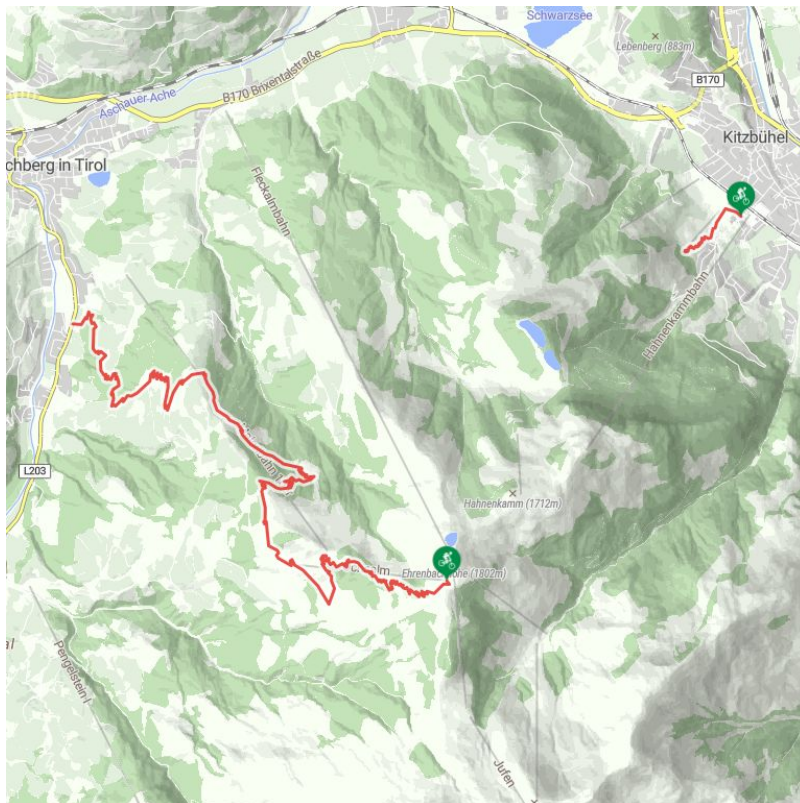 Schwarzsee
Lebenberg (883m)
B170
B170 Brixentalstraße
Aschauer Ache
Kitzbühel
chberg in Tirol
Fleckalmbahn
Hahnenkammbahn
L203
Hahnenkamm (1712m)
Ehrenbachhöhe (1802m)
Pengelstein I
Jufen